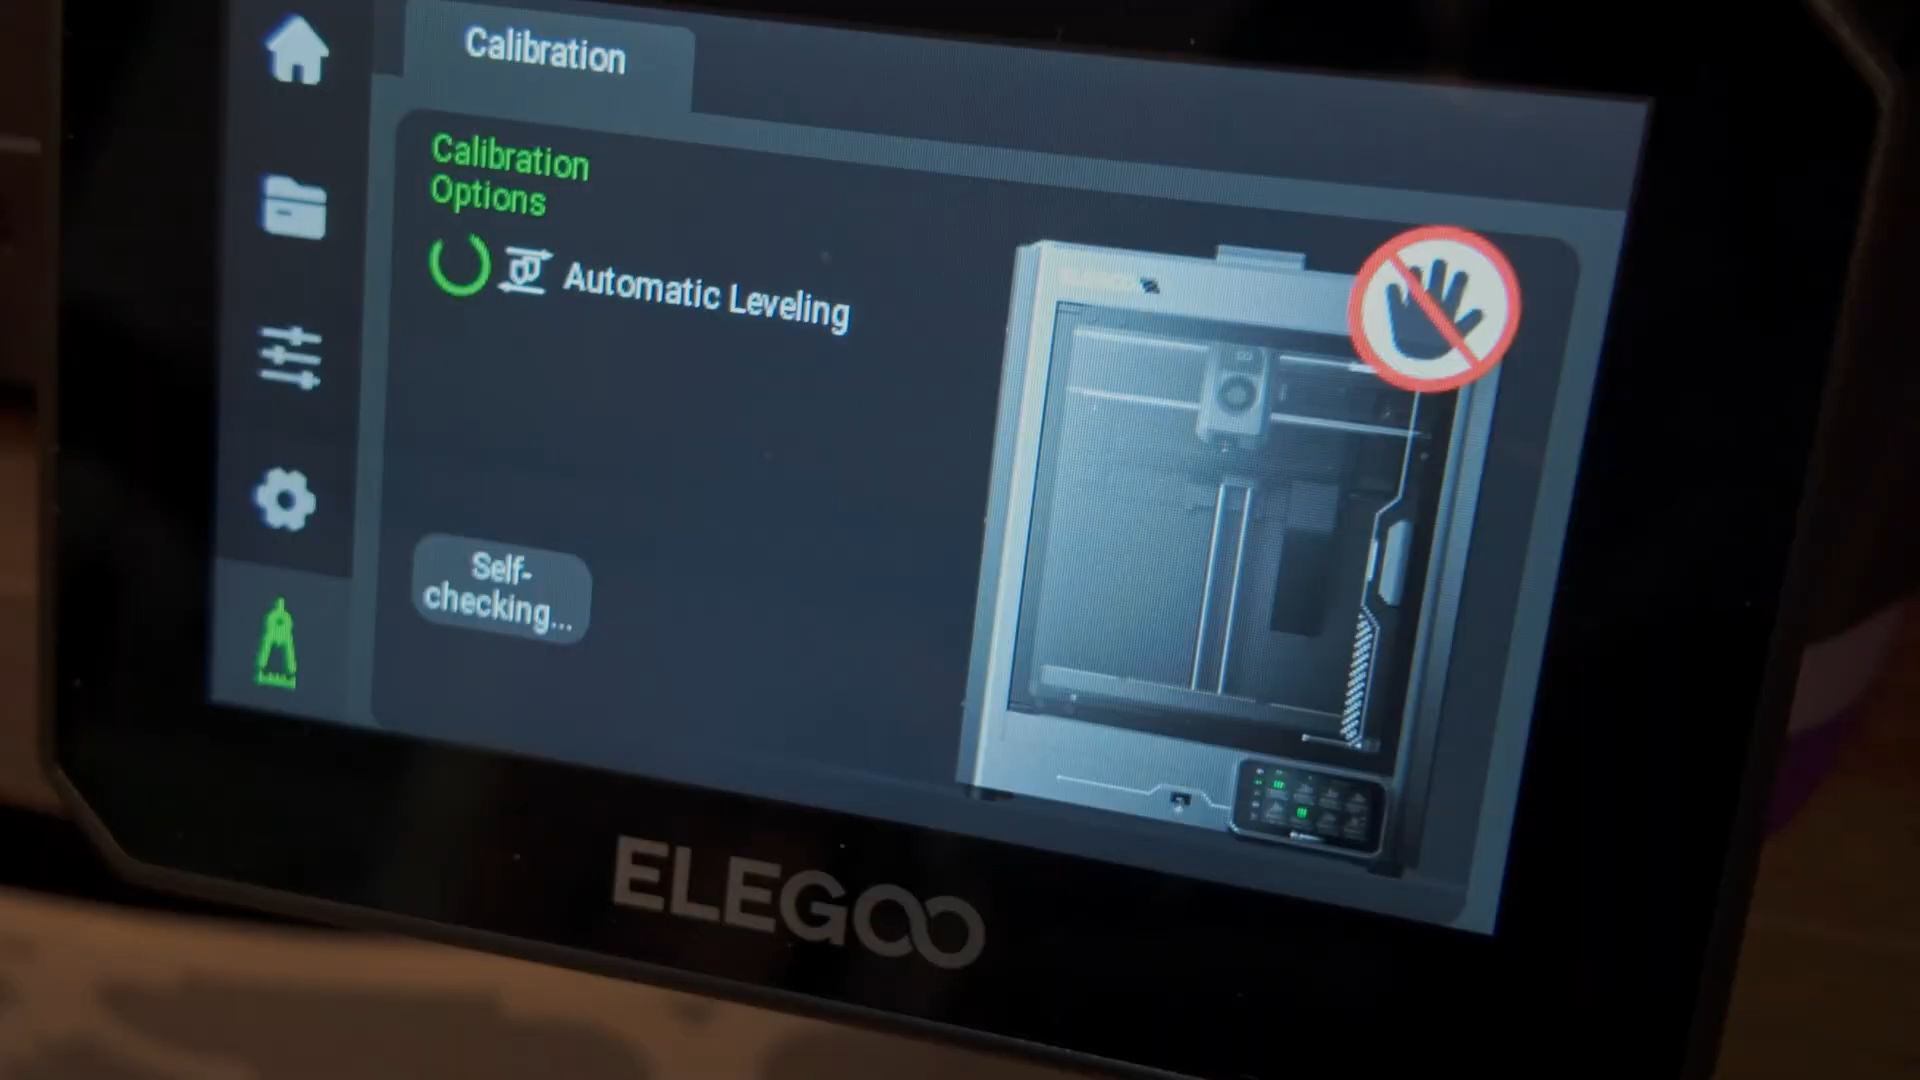 Calibration
Calibration
Options
Automatic Leveling
Self-
checking...
ELEGOO